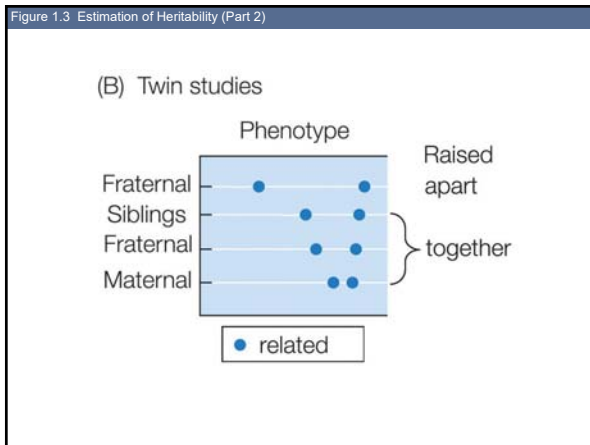 Figure 1.3 Estimation of Heritability (Part 2)
(B) Twin studies
Phenotype
Raised
apart
Fraternal
Siblings
Fraternal
Maternal
together
related